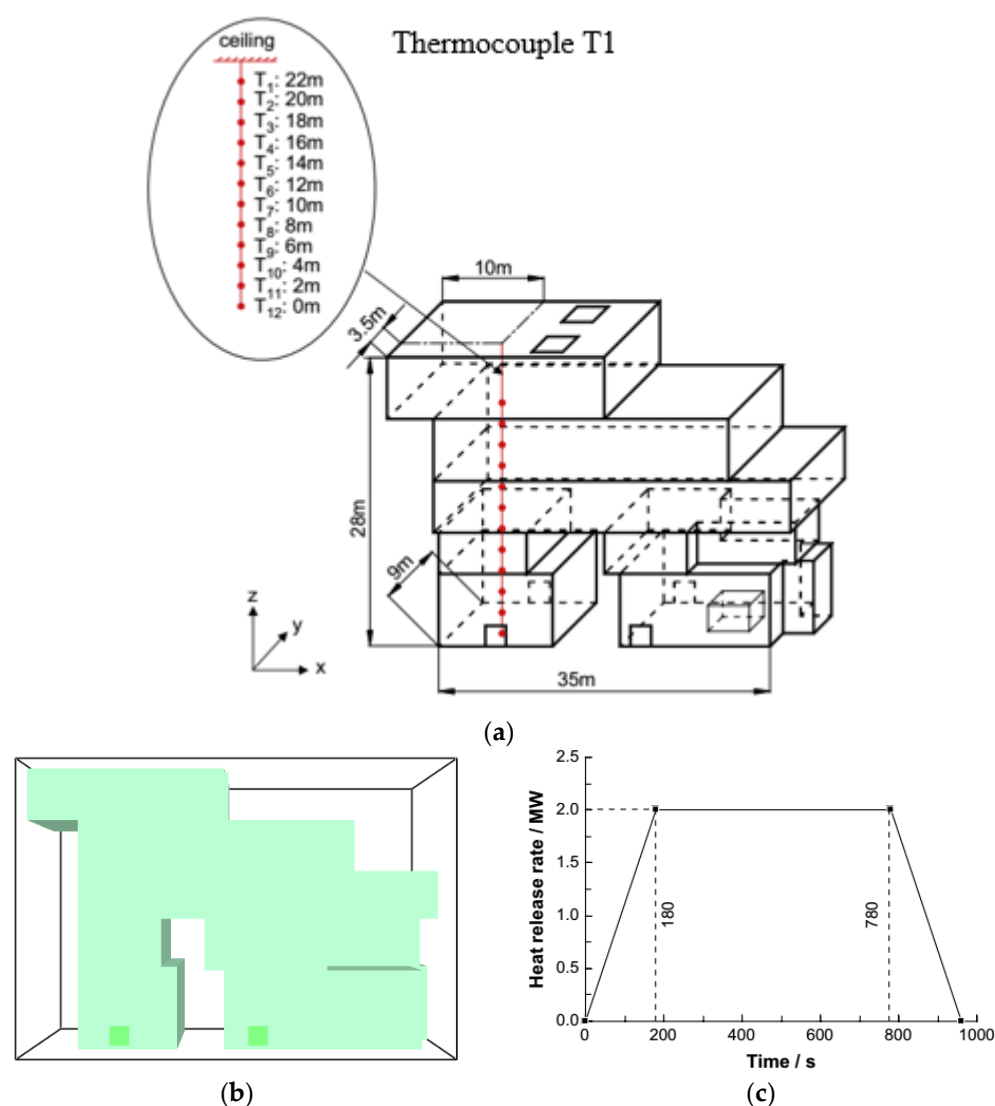 ceiling
Thermocouple T1
T1: 22m
T2: 20m
T3: 18m
T4: 16m
T5: 14m
T6: 12m
T7: 10m
T8: 8m
T9: 6m
T10: 4m
T11: 2m
T12: 0m
10m
3.5m
28m
9m
z
y
x
35m
(a)
2.5
2.0
1.5
1.0
0.5
0.0
Heat release rate / MW
180
780
0
200
400
600
800
1000
Time / s
(b)
(c)